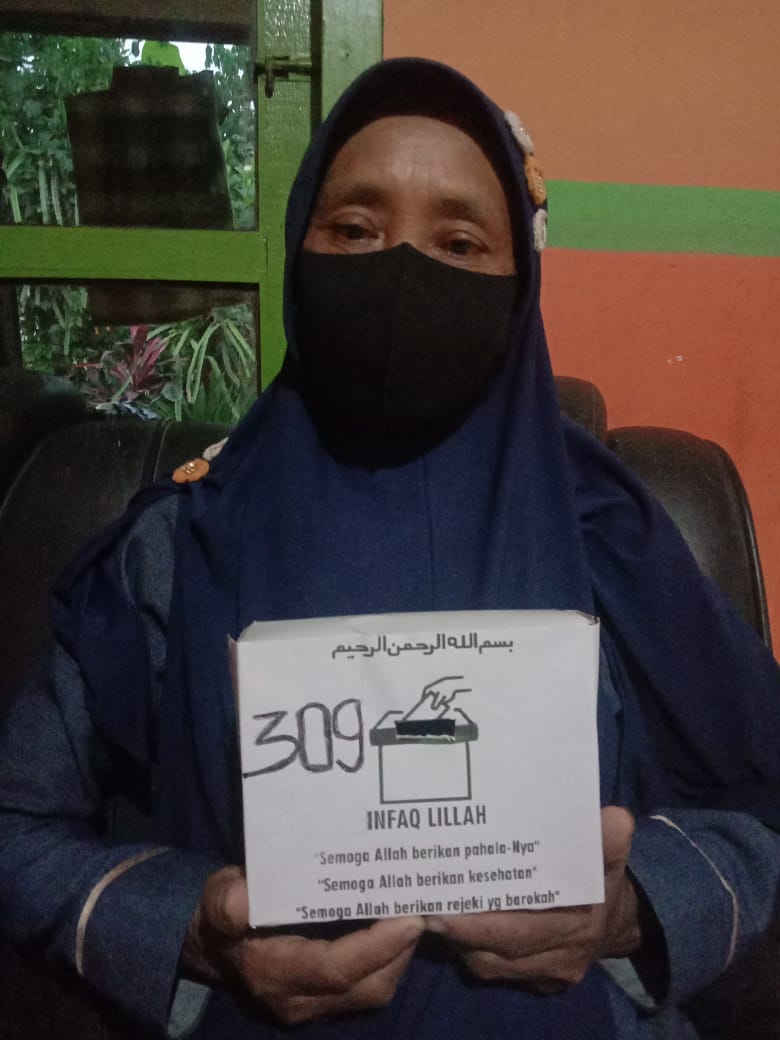 بسم الله الرحمن الرحيم
309
INFAQ LILLAH
"Semoga Allah berikan pahala-Nya"
"Semoga Allah berikan kesehatan"
"Semoga Allah berikan rejeki yg barokah"